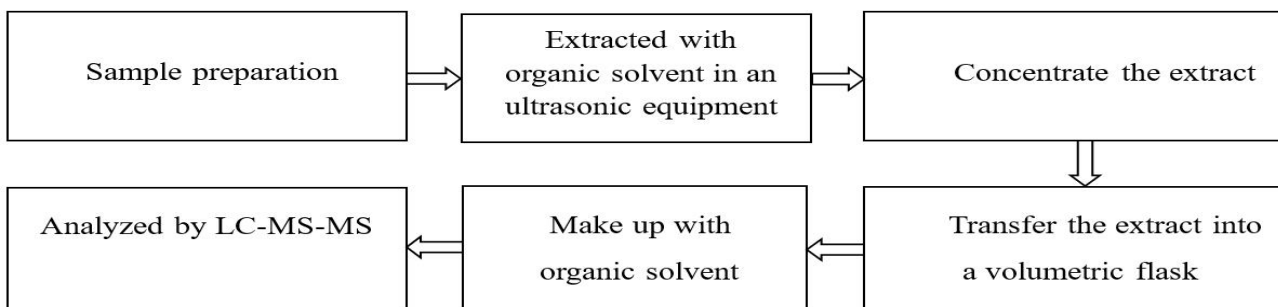 Sample preparation
Extracted with
organic solvent in an
ultrasonic equipment
Concentrate the extract
Transfer the extract into
a volumetric flask
Make up with
organic solvent
Analyzed by LC-MS-MS